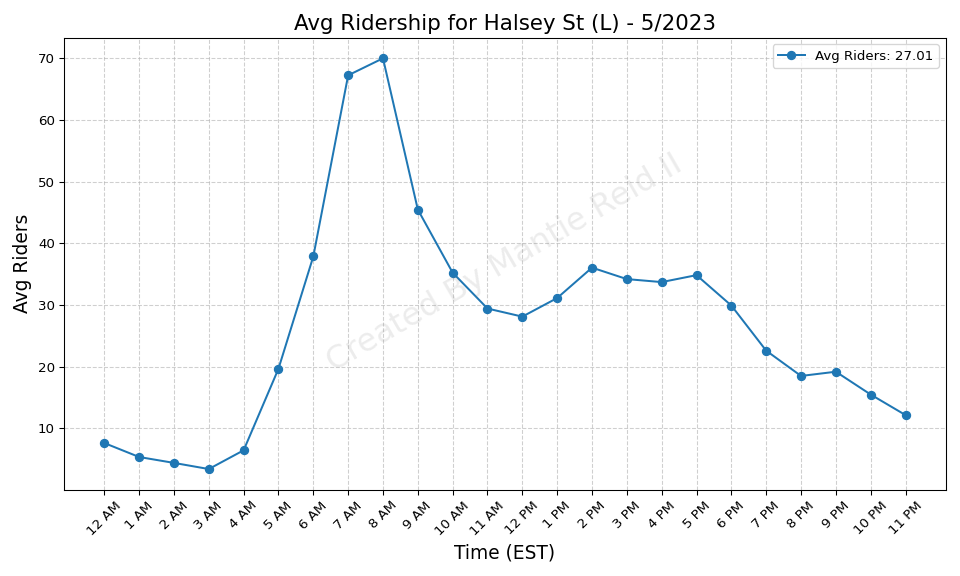 Avg Ridership for Halsey St (L) - 5/2023
Avg Riders: 27.01
70
60
50
40
30
20
10
Avg Riders
Created By Mantie Reid II
12 AM
1 AM
2 AM
3 AM
4 AM
5 AM
6 AM
7 AM
8 AM
9 AM
10 AM
11 AM
12 PM
1 PM
2 PM
3 PM
4 PM
5 PM
6 PM
7 PM
8 PM
9 PM
10 PM
11 PM
Time (EST)